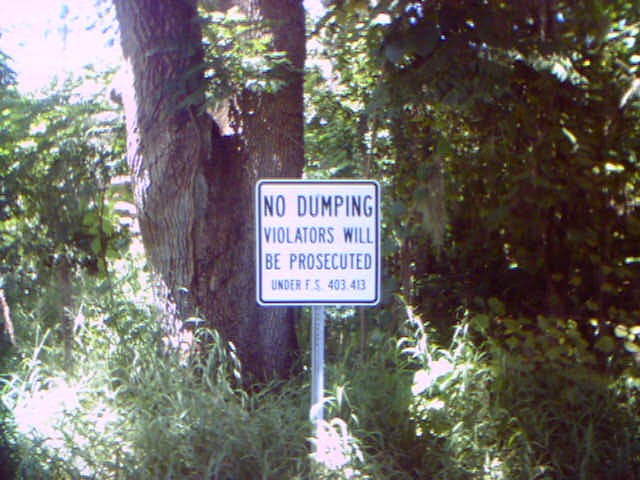 NO DUMPING
VIOLATORS WILL
BE PROSECUTED
UNDER F.S. 403.413